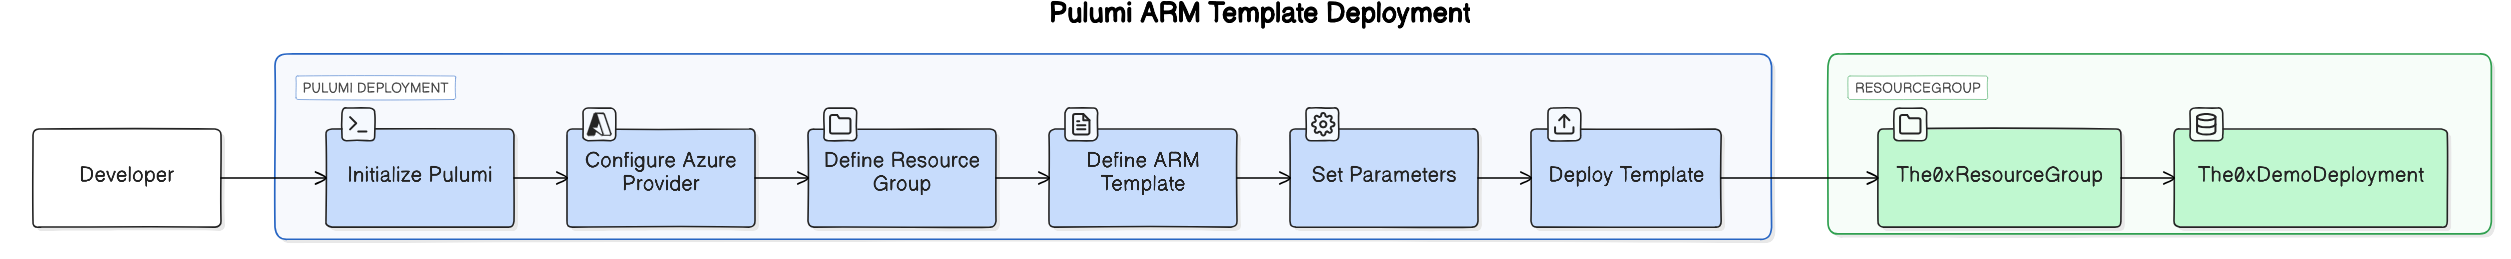 Pulumi ARM Template Deployment
PULUMI DEPLOYMENT
RESOURCEGROUP
Developer
Initialize Pulumi
Configure Azure
Provider
Define Resource
Group
Define ARM
Template
Set Parameters
Deploy Template
The0xResourceGroup
The0xDemoDeployment